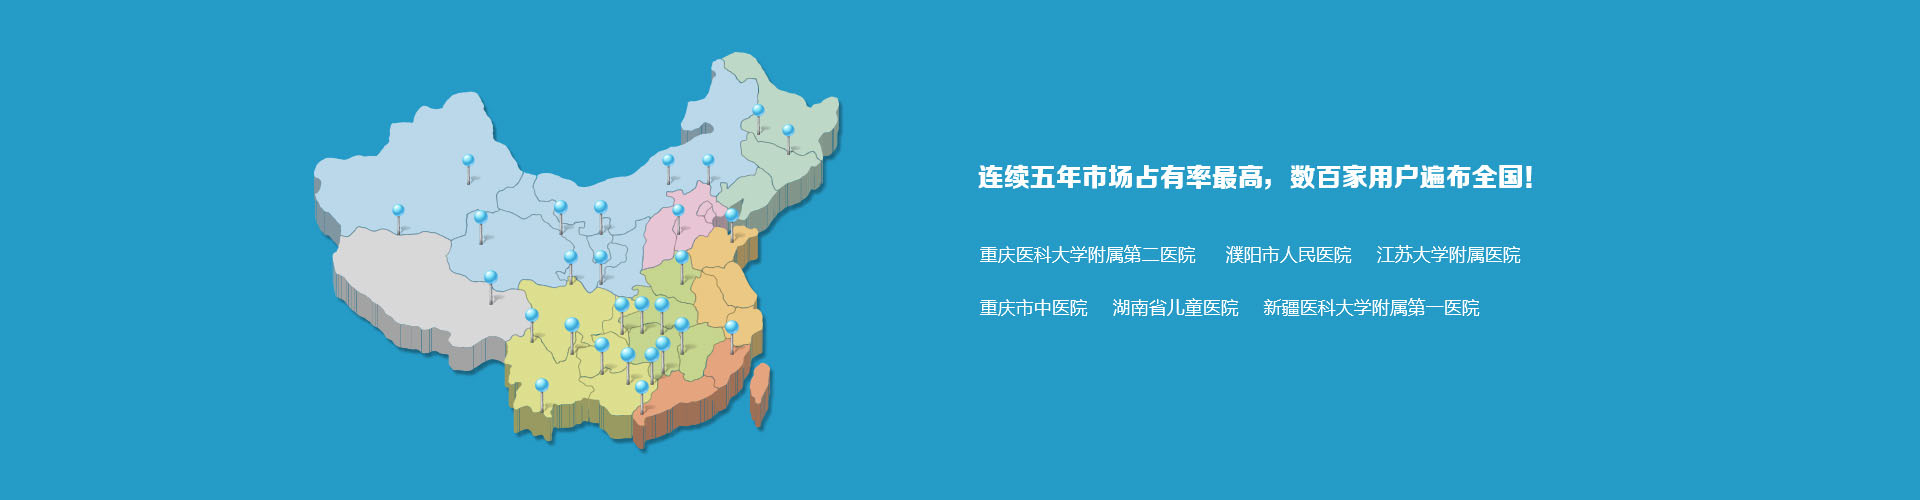 连续五年市场占有率最高，数百家用户遍布全国！
重庆医科大学附属第二医院 濮阳市人民医院 江苏大学附属医院
重庆市中医院 湖南省儿童医院 新疆医科大学附属第一医院